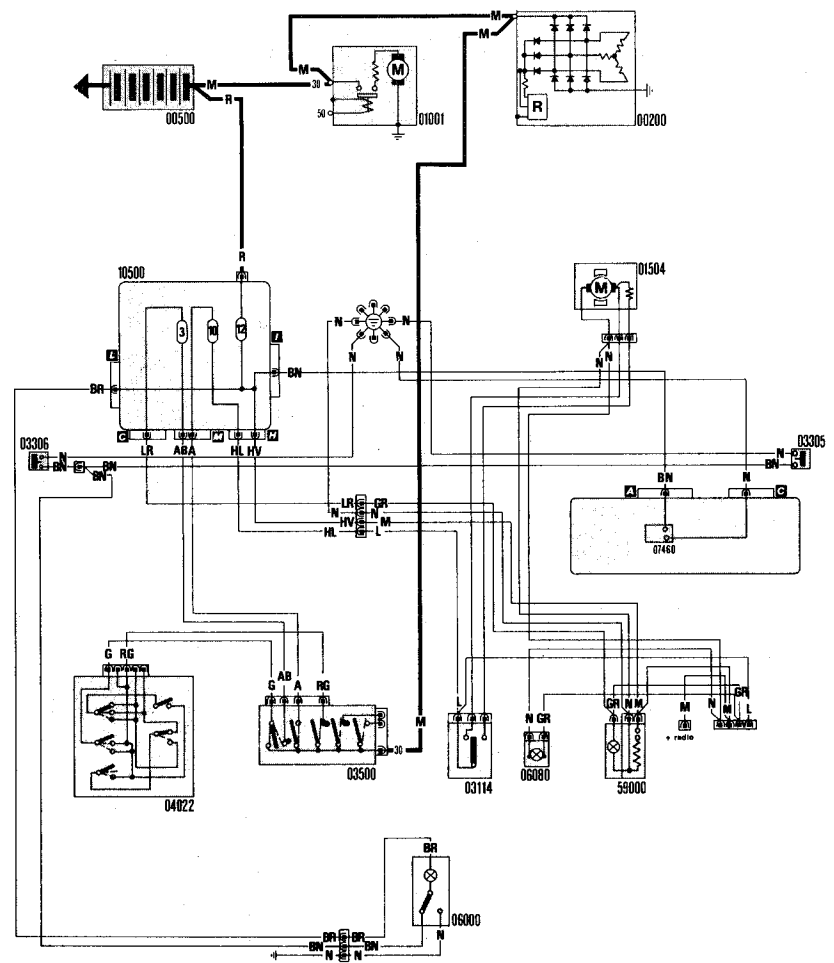 M
M
M
M
30
50
01001
R
00200
M
R
00500
R
10500
3
10
12
L
I
BR
BN
C
M
H
LR
AB
A
HL
HV
N
N
N
N
01504
M
N
N
03306
N
BN
BN
BN
03305
N
BN
BN
N
A
C
07460
LR
GR
N
N
HV
M
HL
L
G
RG
04022
G
AB
A
RG
30
M
03500
L
03114
N
GR
06080
GR
N
M
59000
M
+ radio
N
M
GR
L
BR
06000
N
BR
BR
BN
BN
N
N